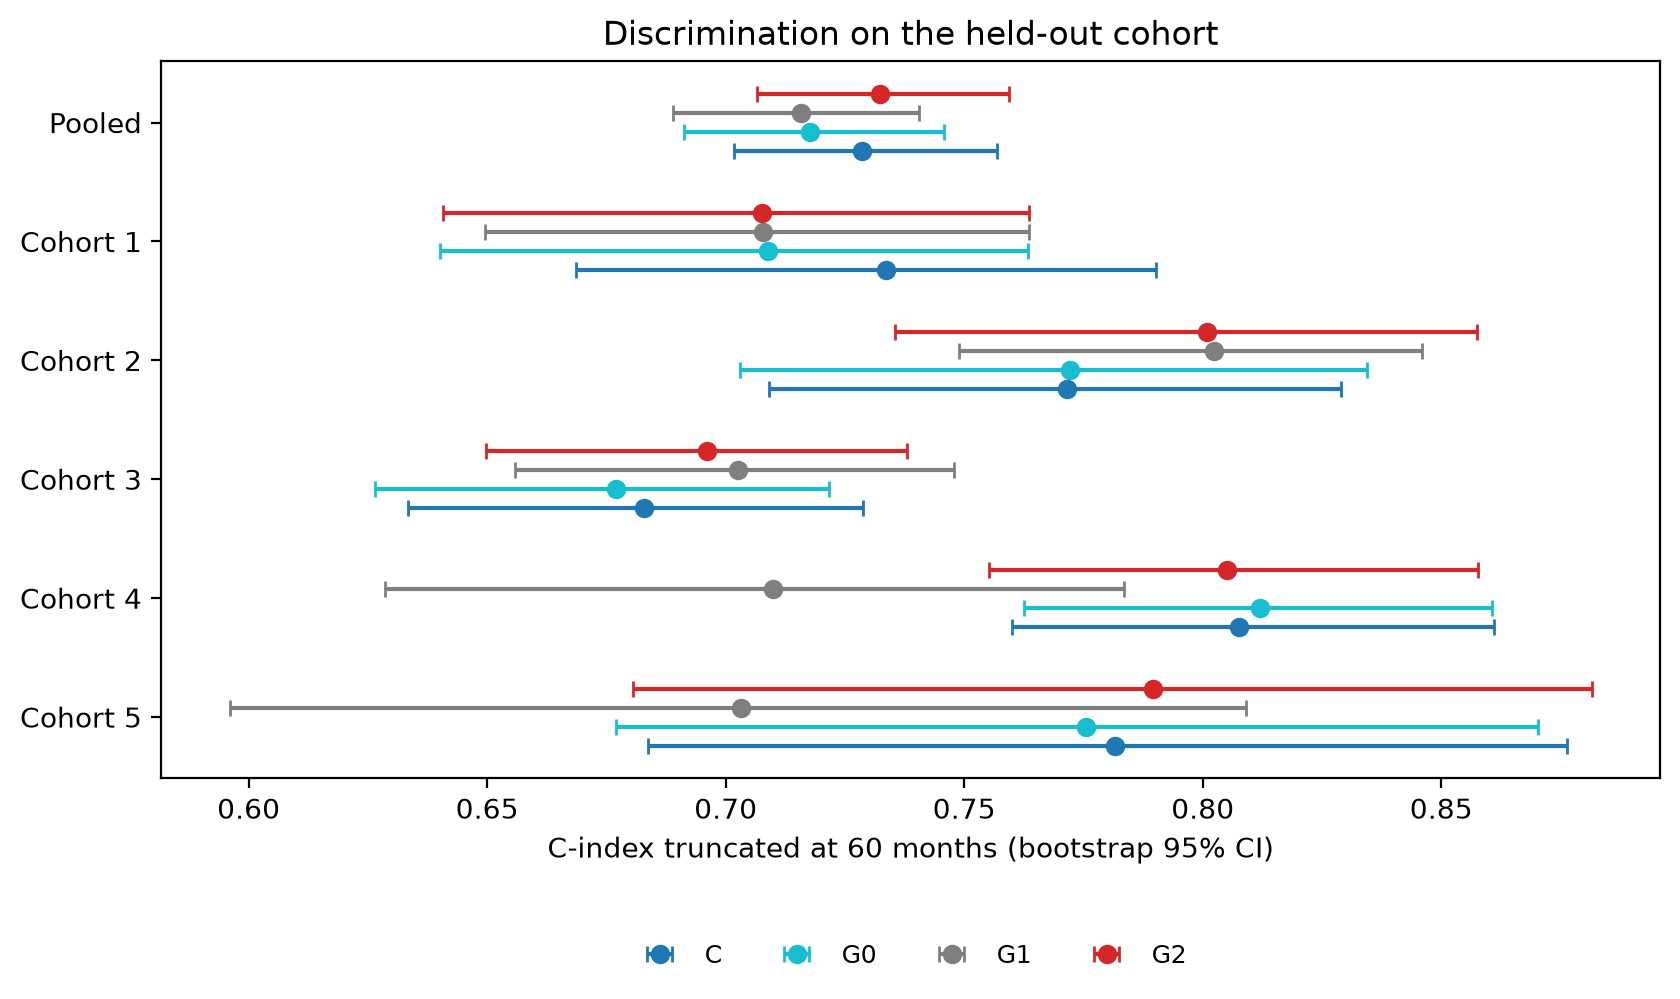 Discrimination on the held-out cohort
Pooled
Cohort 1
Cohort 2
Cohort 3
Cohort 4
Cohort 5
0.60 0.65 0.70 0.75 0.80 0.85
C-index truncated at 60 months (bootstrap 95% CI)
C G0 G1 G2